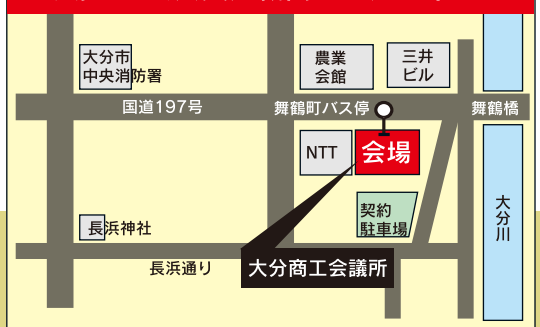 大分市
中央消防署
農業
会館
三井
ビル
国道197号
舞鶴町バス停
舞鶴橋
NTT
会場
契約
駐車場
大分川
長浜神社
長浜通り
大分商工会議所